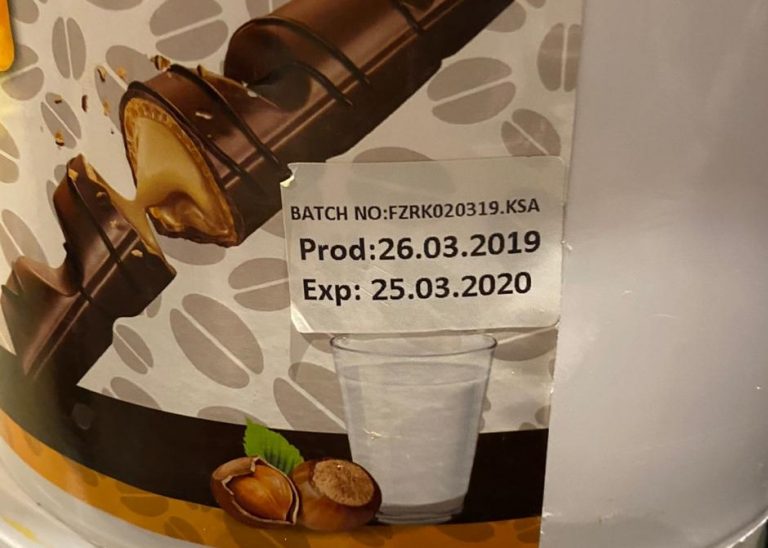 BATCH NO:FZRK020319.KSA
Prod:26.03.2019
Exp: 25.03.2020